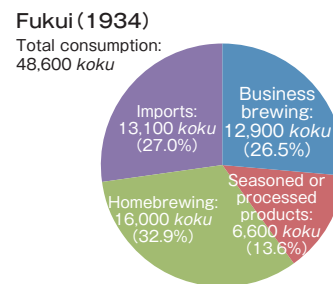 Fukui (1934)
Total consumption:
48,600 koku
Business
brewing:
12,900 koku
(26.5%)
Seasoned or
processed
products:
6,600 koku
(13.6%)
Homebrewing:
16,000 koku
(32.9%)
Imports:
13,100 koku
(27.0%)